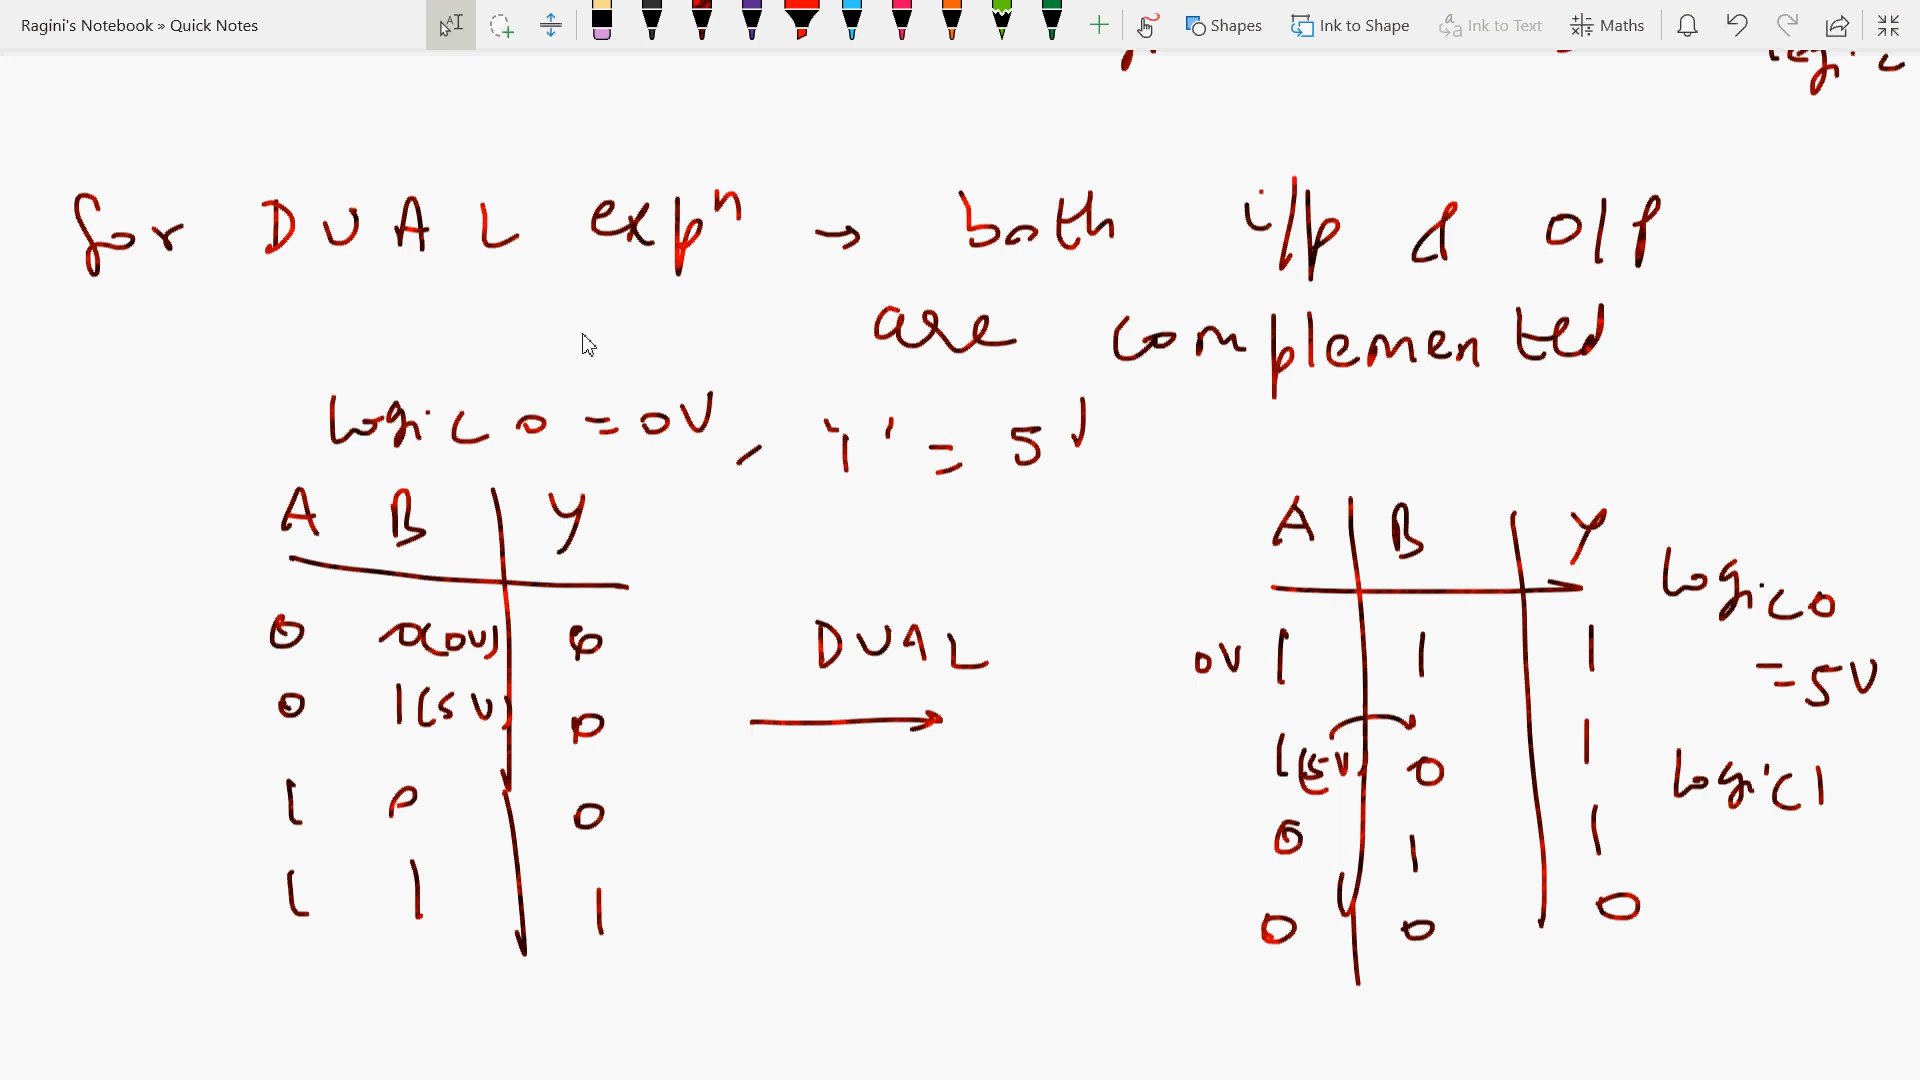 Ragini's Notebook » Quick Notes
Shapes Ink to Shape Ink to Text Maths
logic
for DUAL expn → both i/p & o/p
are complemented
logic 0 = 0V, '1' = 5V
A B Y
0 0(0V) 0
0 1(5V) 0
1 0 0
1 1 1
DUAL
A B Y
0V 1 1 1
1(5V) 0 1
0 1 1
0 0 0
logic 0
= 5V
logic 1